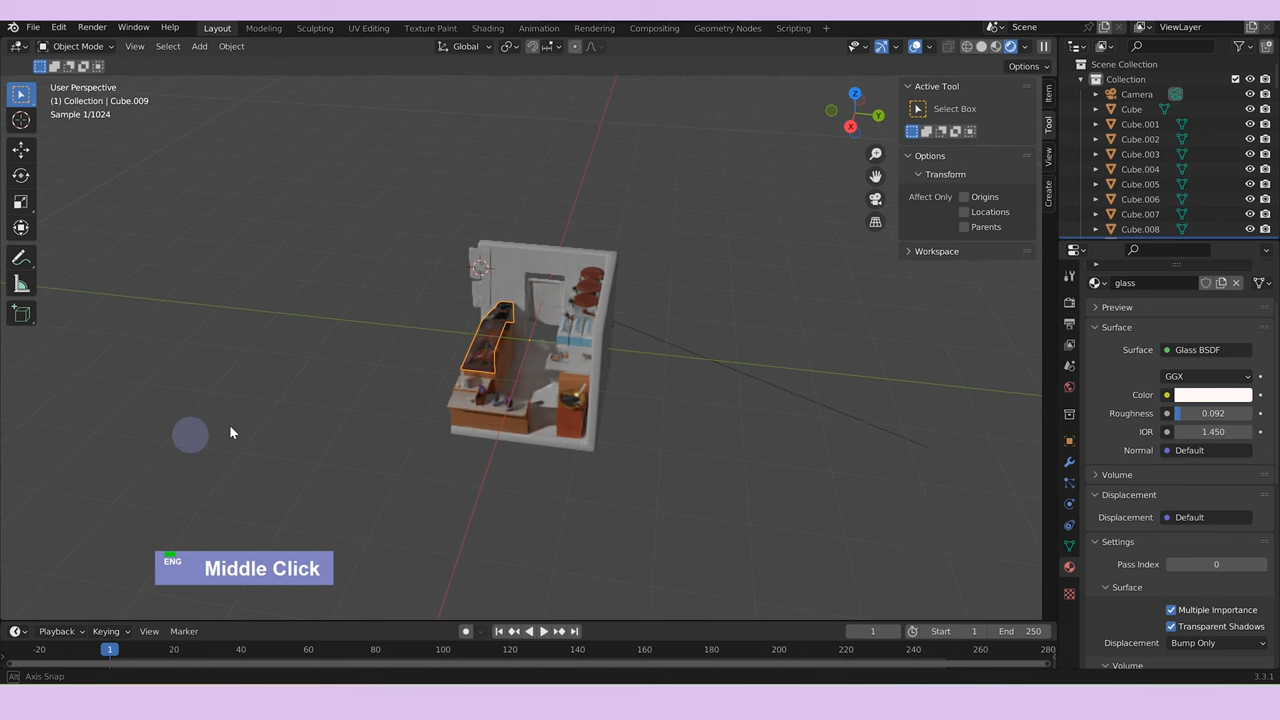 File Edit Render Window Help Layout Modeling Sculpting UV Editing Texture Paint Shading Animation Rendering Compositing Geometry Nodes Scripting + Scene ViewLayer
Object Mode View Select Add Object Global
Options
User Perspective
(1) Collection | Cube.009
Sample 1/1024
Z
Y
X
Active Tool
Select Box
Options
Transform
Affect Only Origins
Locations
Parents
Workspace
Item
Tool
View
Create
Scene Collection
Collection
Camera
Cube
Cube.001
Cube.002
Cube.003
Cube.004
Cube.005
Cube.006
Cube.007
Cube.008
glass
Preview
Surface
Surface Glass BSDF
GGX
Color
Roughness 0.092
IOR 1.450
Normal Default
Volume
Displacement
Displacement Default
Settings
Pass Index 0
Surface
Multiple Importance
Transparent Shadows
Displacement Bump Only
Volume
ENG Middle Click
Playback Keying View Marker 1 Start 1 End 250
-20 1 20 40 60 80 100 120 140 160 180 200 220 240 260 280
Alt Axis Snap 3.3.1